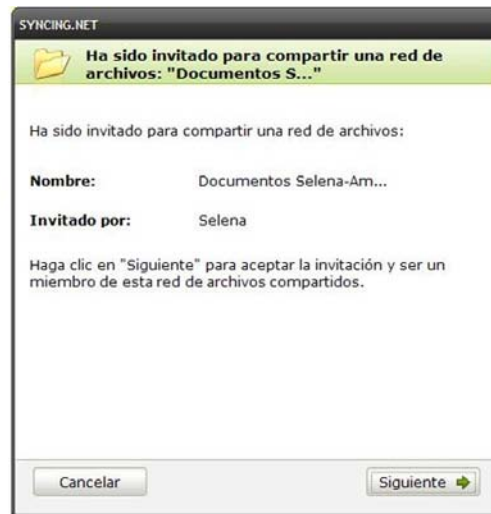 SYNCING.NET
Ha sido invitado para compartir una red de
archivos: "Documentos S..."
Ha sido invitado para compartir una red de archivos:
Nombre: Documentos Selena-Am...
Invitado por: Selena
Haga clic en "Siguiente" para aceptar la invitación y ser un
miembro de esta red de archivos compartidos.
Cancelar Siguiente